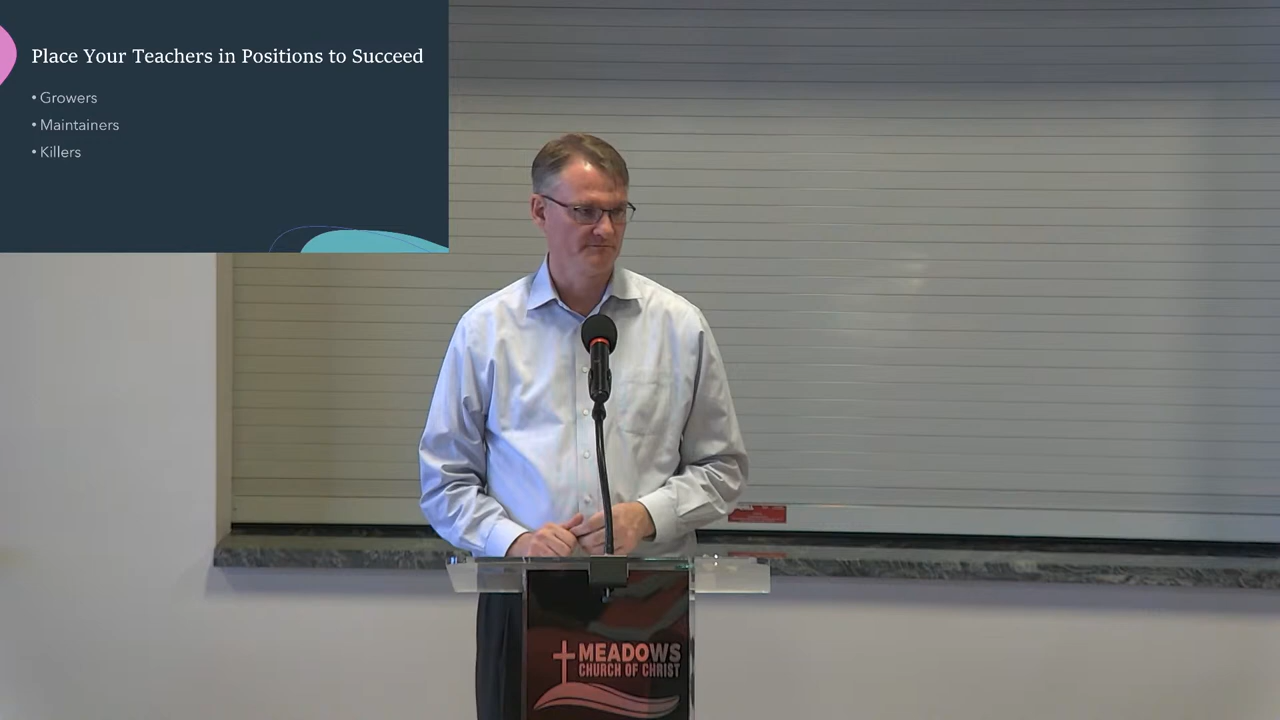 Place Your Teachers in Positions to Succeed
• Growers
• Maintainers
• Killers
MEADOWS
CHURCH OF CHRIST